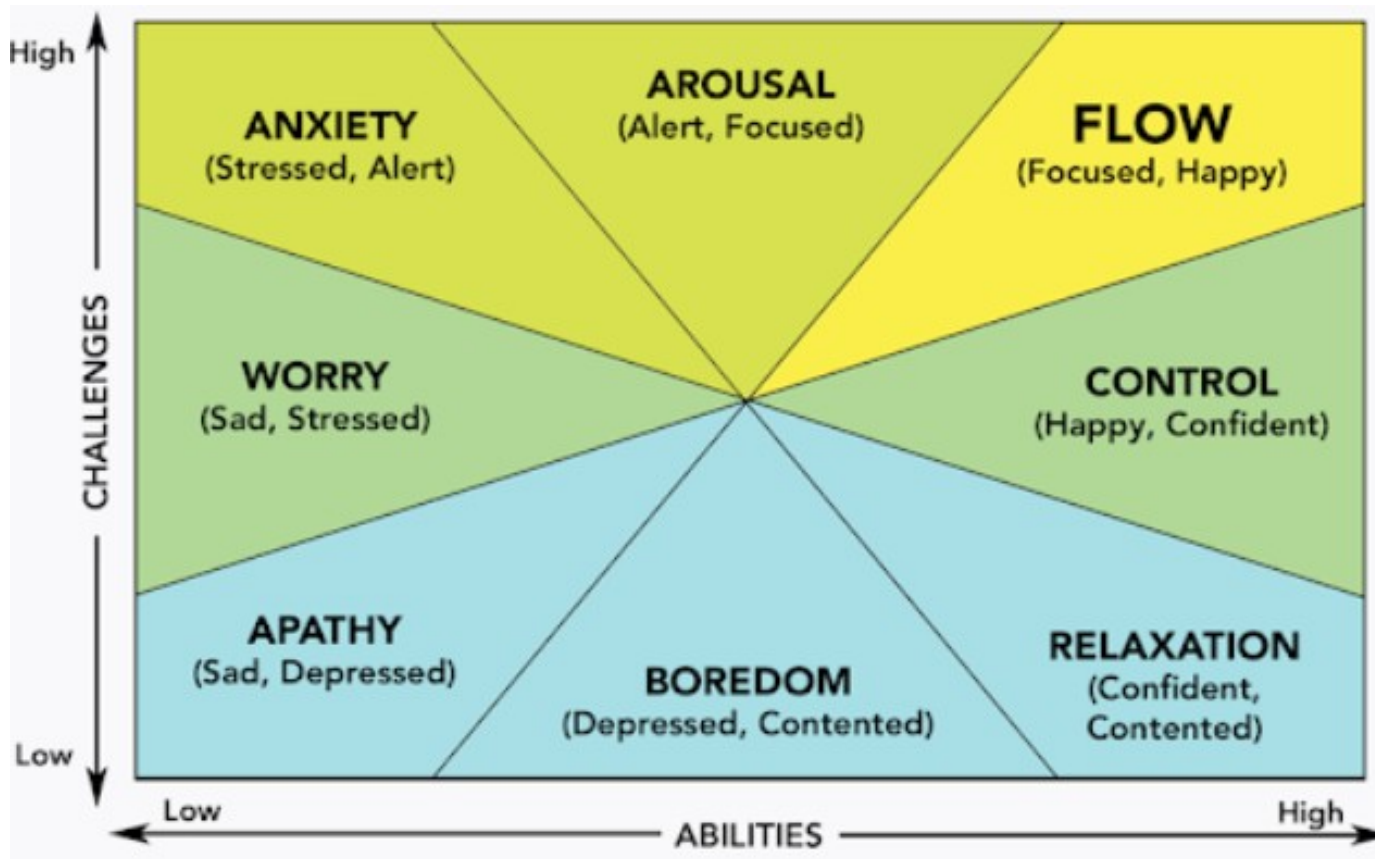 High
AROUSAL
(Alert, Focused)
ANXIETY
(Stressed, Alert)
FLOW
(Focused, Happy)
CHALLENGES
WORRY
(Sad, Stressed)
CONTROL
(Happy, Confident)
APATHY
(Sad, Depressed)
BOREDOM
(Depressed, Contented)
RELAXATION
(Confident,
Contented)
Low
Low
High
ABILITIES